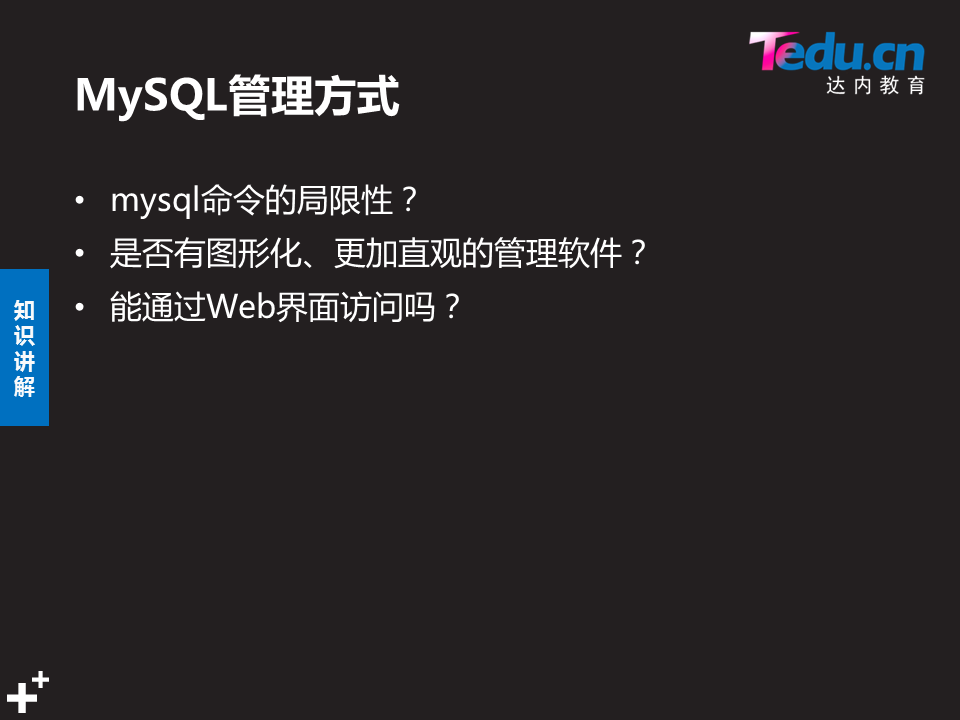 Tedu.cn
达内教育
MySQL管理方式
• mysql命令的局限性？
• 是否有图形化、更加直观的管理软件？
• 能通过Web界面访问吗？
知
识
讲
解